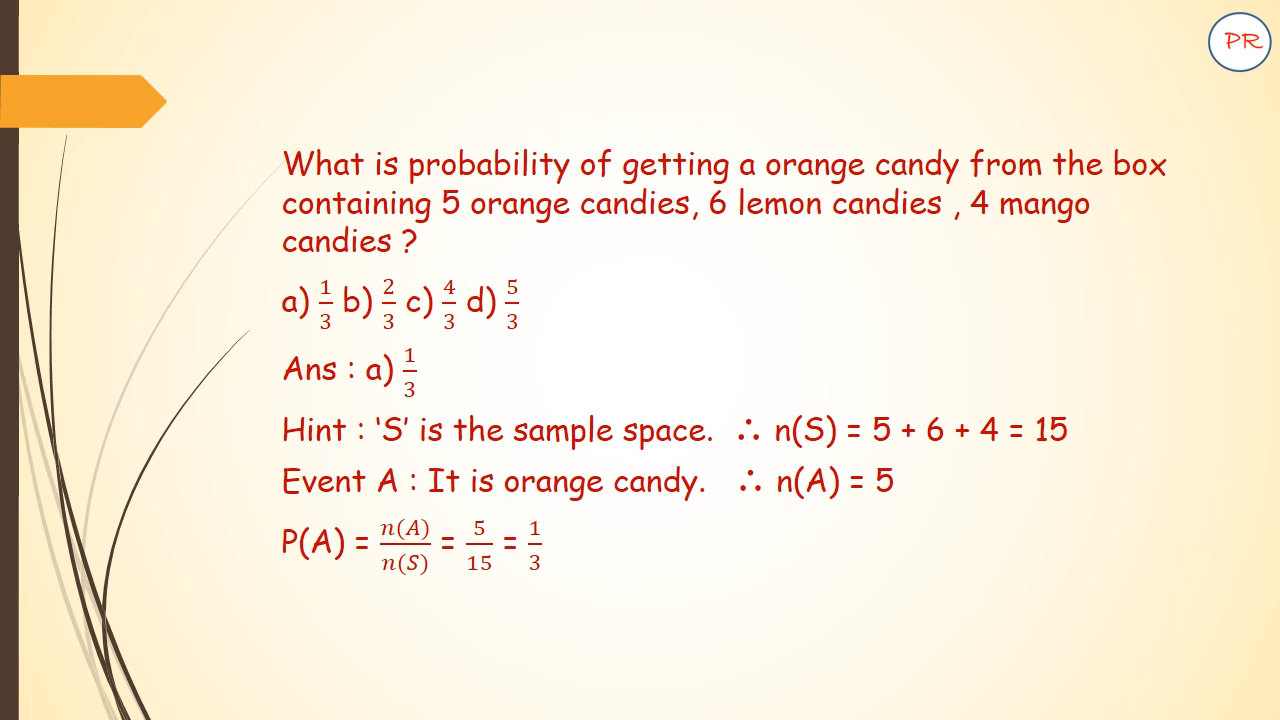 PR
What is probability of getting a orange candy from the box
containing 5 orange candies, 6 lemon candies , 4 mango
candies ?
a) 1/3 b) 2/3 c) 4/3 d) 5/3
Ans : a) 1/3
Hint : ‘S’ is the sample space. ∴ n(S) = 5 + 6 + 4 = 15
Event A : It is orange candy. ∴ n(A) = 5
P(A) = n(A)/n(S) = 5/15 = 1/3